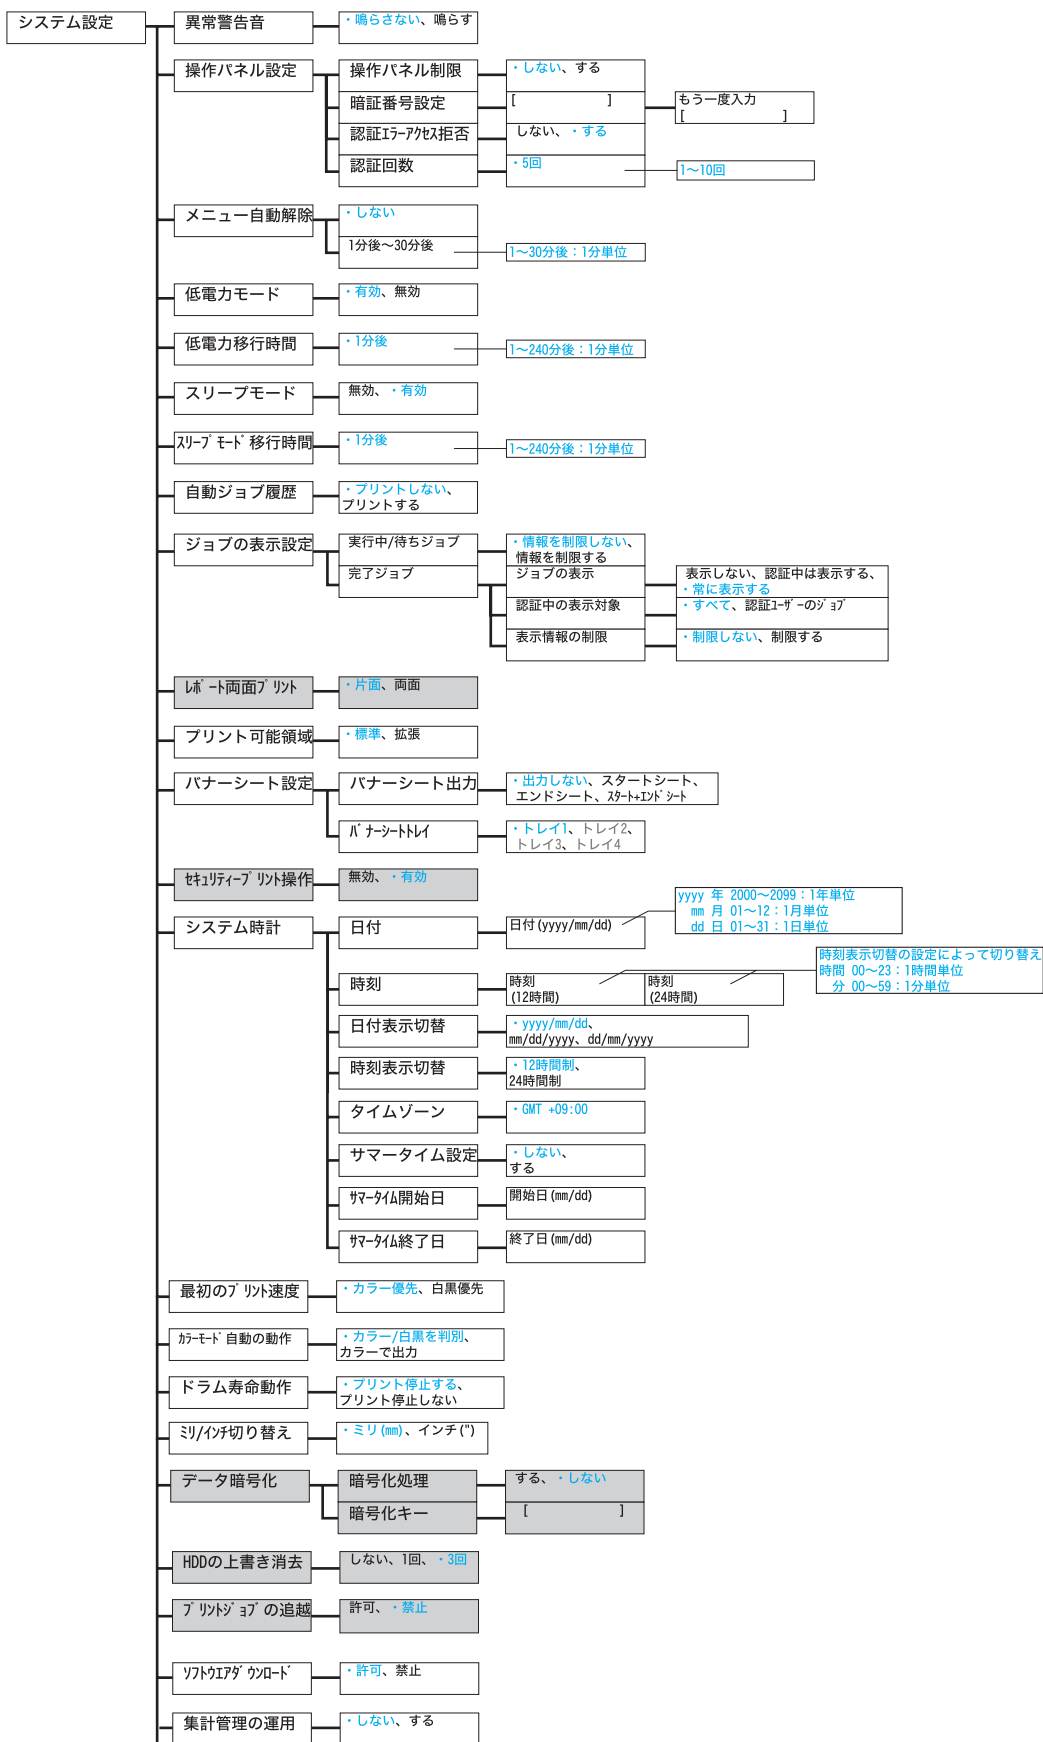 システム設定
異常警告音
・鳴らさない、鳴らす
操作パネル設定
操作パネル制限
・しない、する
暗証番号設定
[ ]
もう一度入力
[ ]
認証エラーアクセス拒否
しない、・する
認証回数
・5回
1～10回
メニュー自動解除
・しない
1分後～30分後
1～30分後：1分単位
低電力モード
・有効、無効
低電力移行時間
・1分後
1～240分後：1分単位
スリープモード
無効、・有効
スリープモード移行時間
・1分後
1～240分後：1分単位
自動ジョブ履歴
・プリントしない、
プリントする
ジョブの表示設定
実行中/待ちジョブ
・情報を制限しない、
情報を制限する
完了ジョブ
ジョブの表示
表示しない、認証中は表示する、
・常に表示する
認証中の表示対象
・すべて、認証ユーザーのジョブ
表示情報の制限
・制限しない、制限する
レポート両面プリント
・片面、両面
プリント可能領域
・標準、拡張
バナーシート設定
バナーシート出力
・出力しない、スタートシート、
エンドシート、スタート+エンドシート
バナーシートトレイ
・トレイ1、トレイ2、
トレイ3、トレイ4
セキュリティープリント操作
無効、・有効
システム時計
日付
日付(yyyy/mm/dd)
yyyy 年 2000～2099：1年単位
mm 月 01～12：1月単位
dd 日 01～31：1日単位
時刻
時刻
(12時間)
時刻
(24時間)
時刻表示切替の設定によって切り替え
時間 00～23：1時間単位
分 00～59：1分単位
日付表示切替
・yyyy/mm/dd、
mm/dd/yyyy、dd/mm/yyyy
時刻表示切替
・12時間制、
24時間制
タイムゾーン
・GMT +09:00
サマータイム設定
・しない、
する
サマータイム開始日
開始日(mm/dd)
サマータイム終了日
終了日(mm/dd)
最初のプリント速度
・カラー優先、白黒優先
カラーモード自動の動作
・カラー/白黒を判別、
カラーで出力
ドラム寿命動作
・プリント停止する、
プリント停止しない
ミリ/インチ切り替え
・ミリ(mm)、インチ(")
データ暗号化
暗号化処理
する、・しない
暗号化キー
[ ]
HDDの上書き消去
しない、1回、・3回
プリントジョブの追越
許可、・禁止
ソフトウエアダウンロード
・許可、禁止
集計管理の運用
・しない、する